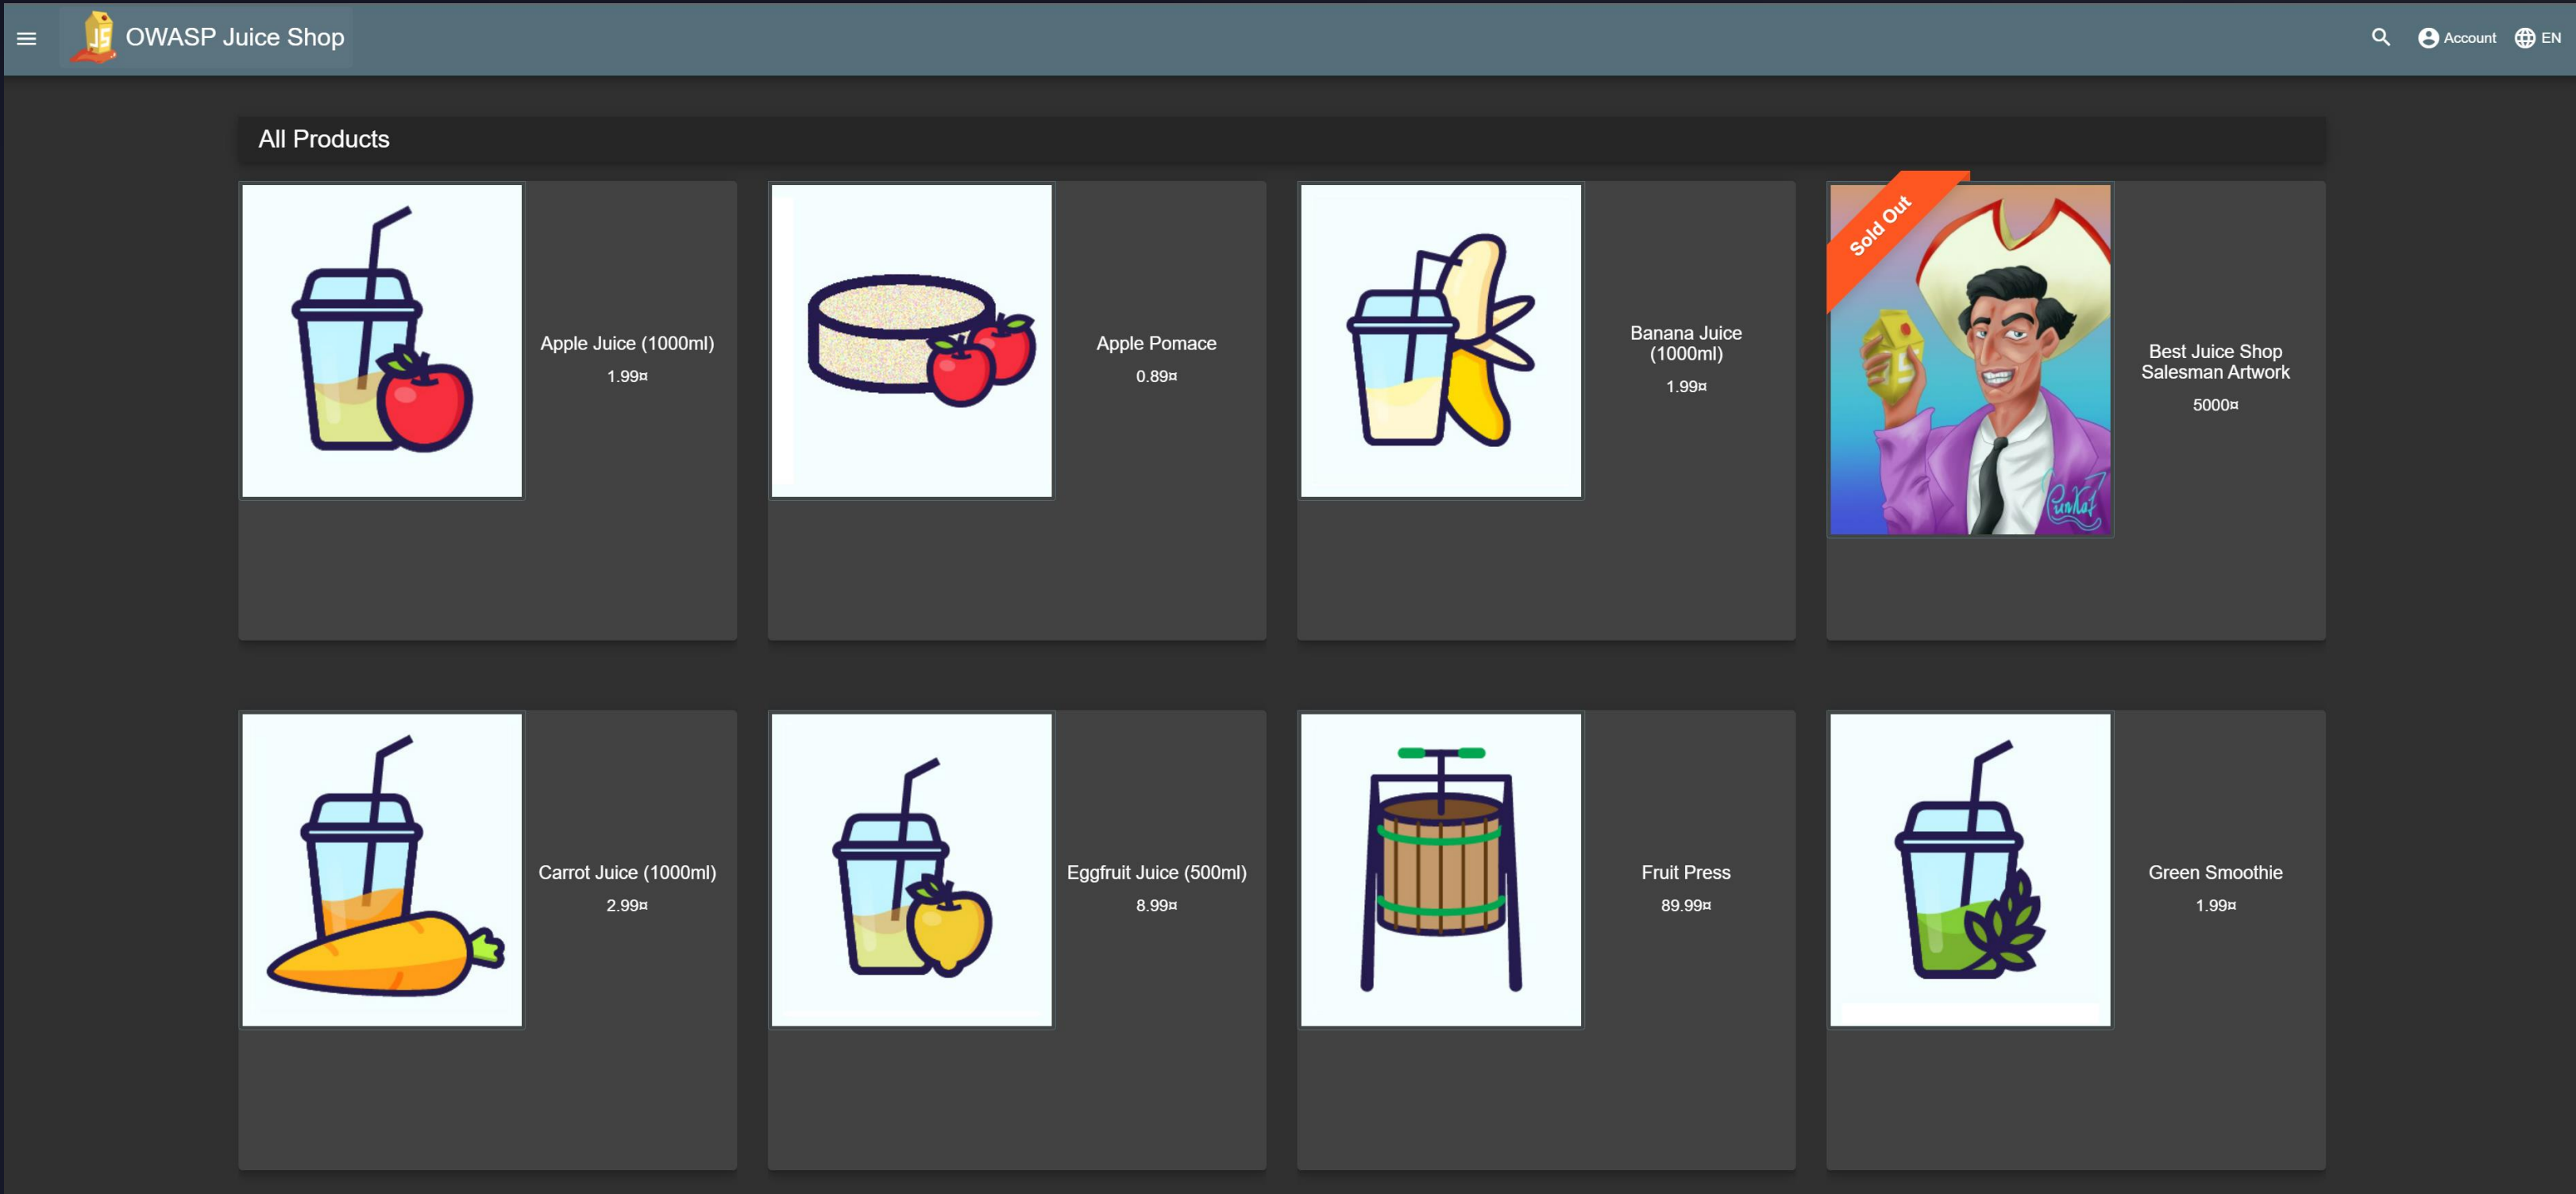 OWASP Juice Shop
Account
EN
All Products
Apple Juice (1000ml)
1.99¤
Apple Pomace
0.89¤
Banana Juice
(1000ml)
1.99¤
Sold Out
Best Juice Shop
Salesman Artwork
5000¤
Carrot Juice (1000ml)
2.99¤
Eggfruit Juice (500ml)
8.99¤
Fruit Press
89.99¤
Green Smoothie
1.99¤